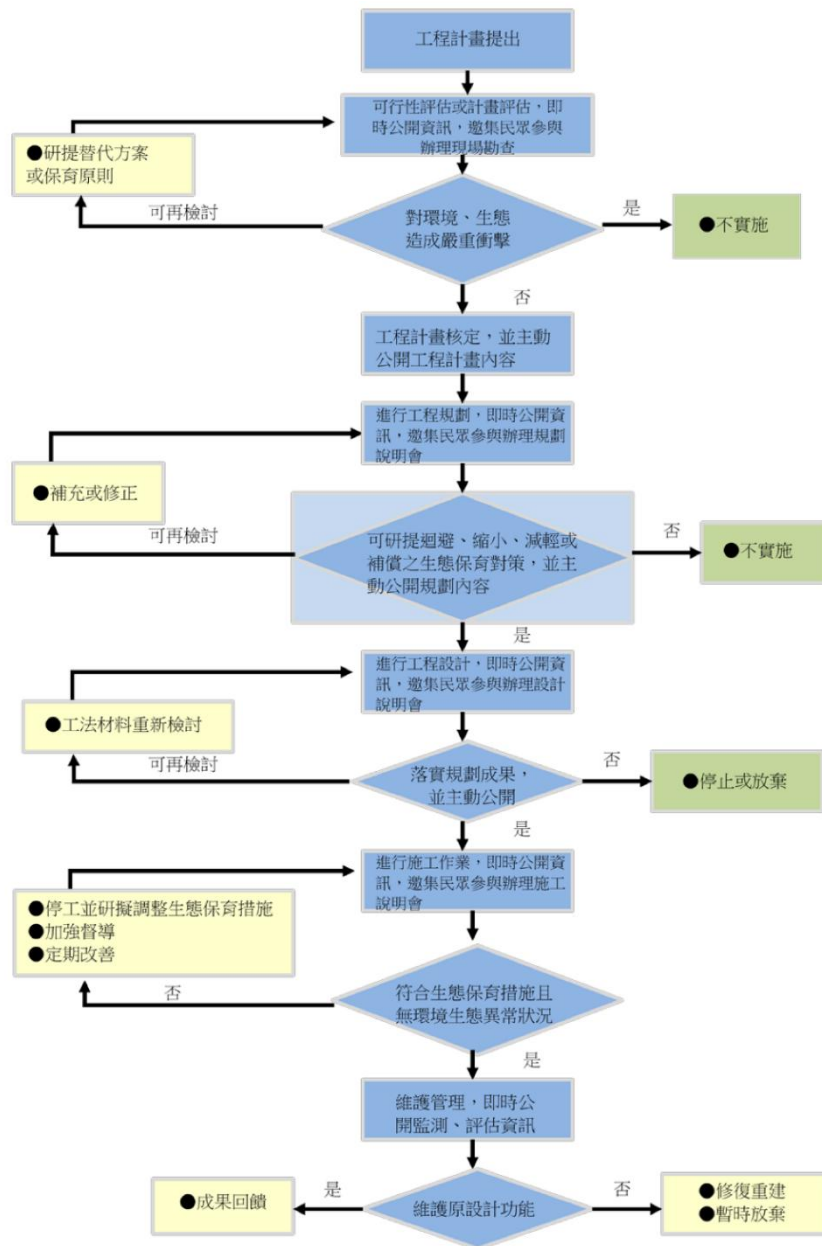 工程計畫提出
可行性評估或計畫評估，即
時公開資訊，邀集民眾參與
辦理現場勘查
●研提替代方案
或保育原則
可再檢討
對環境、生態
造成嚴重衝擊
是
●不實施
否
工程計畫核定，並主動
公開工程計畫內容
進行工程規劃，即時公開資
訊，邀集民眾參與辦理規劃
說明會
●補充或修正
可再檢討
可研提迴避、縮小、減輕或
補償之生態保育對策，並主
動公開規劃內容
否
●不實施
是
進行工程設計，即時公開資
訊，邀集民眾參與辦理設計
說明會
●工法材料重新檢討
可再檢討
落實規劃成果，
並主動公開
否
●停止或放棄
是
進行施工作業，即時公開資
訊，邀集民眾參與辦理施工
說明會
●停工並研擬調整生態保育措施
●加強督導
●定期改善
否
符合生態保育措施且
無環境生態異常狀況
是
維護管理，即時公
開監測、評估資訊
●成果回饋
是
維護原設計功能
否
●修復重建
●暫時放棄